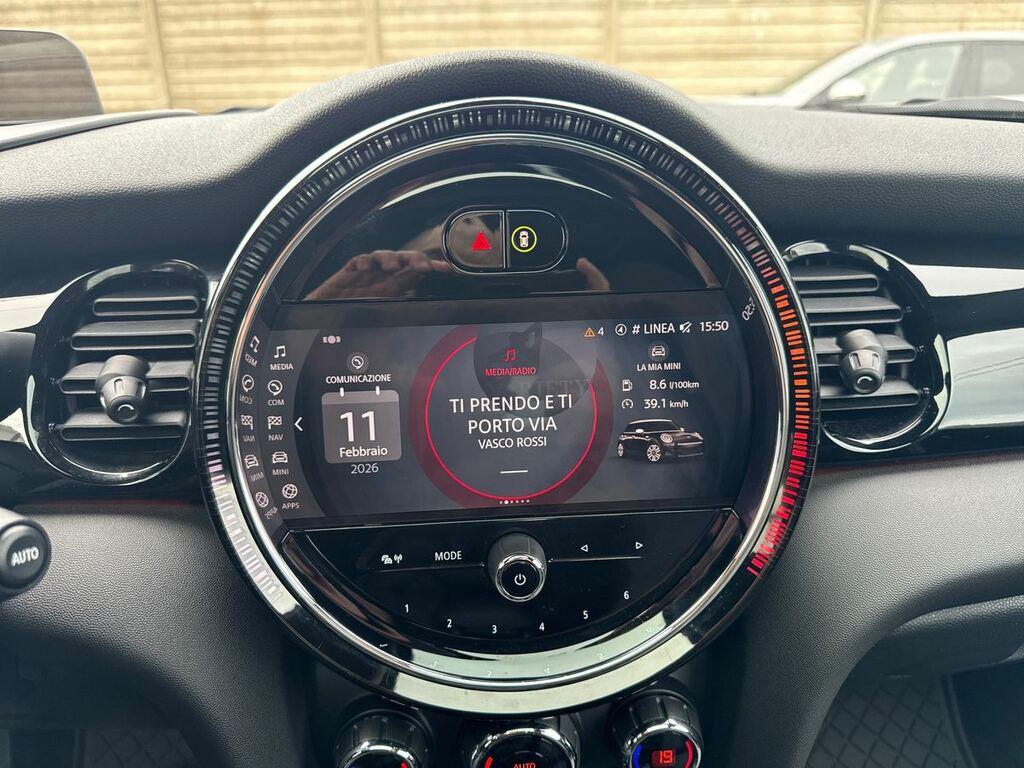 4 # LINEA 15:50
MEDIA
COM
NAV
MINI
APPS
COMUNICAZIONE
11
Febbraio
2026
MEDIA/RADIO
TI PRENDO E TI
PORTO VIA
VASCO ROSSI
LA MIA MINI
8.6 l/100km
39.1 km/h
MODE
1 2 3 4 5 6
AUTO
AUTO
19